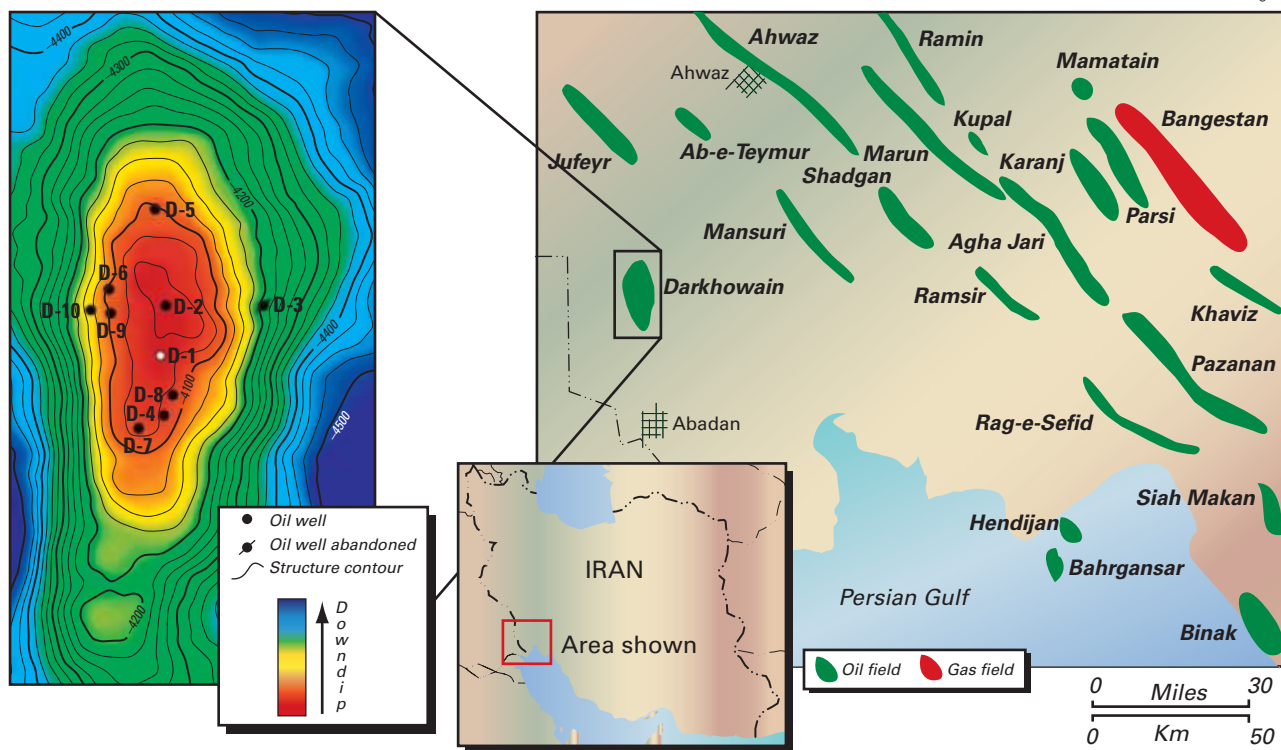 -4400
-4300
-4200
D-5
D-6
D-10
D-2
D-3
D-9
-4400
D-1
D-8
-4100
D-4
D-7
-4500
-4200
Oil well
Oil well abandoned
Structure contour
Downdip
Ahwaz
Ramin
Ahwaz
Mamatain
Bangestan
Kupal
Jufeyr
Ab-e-Teymur
Marun
Karanj
Shadgan
Parsi
Mansuri
Agha Jari
Darkhowain
Ramsir
Khaviz
Pazanan
Abadan
Rag-e-Sefid
Siah Makan
Hendijan
Bahrgansar
Persian Gulf
Binak
IRAN
Area shown
Oil field
Gas field
0 Miles 30
0 Km 50